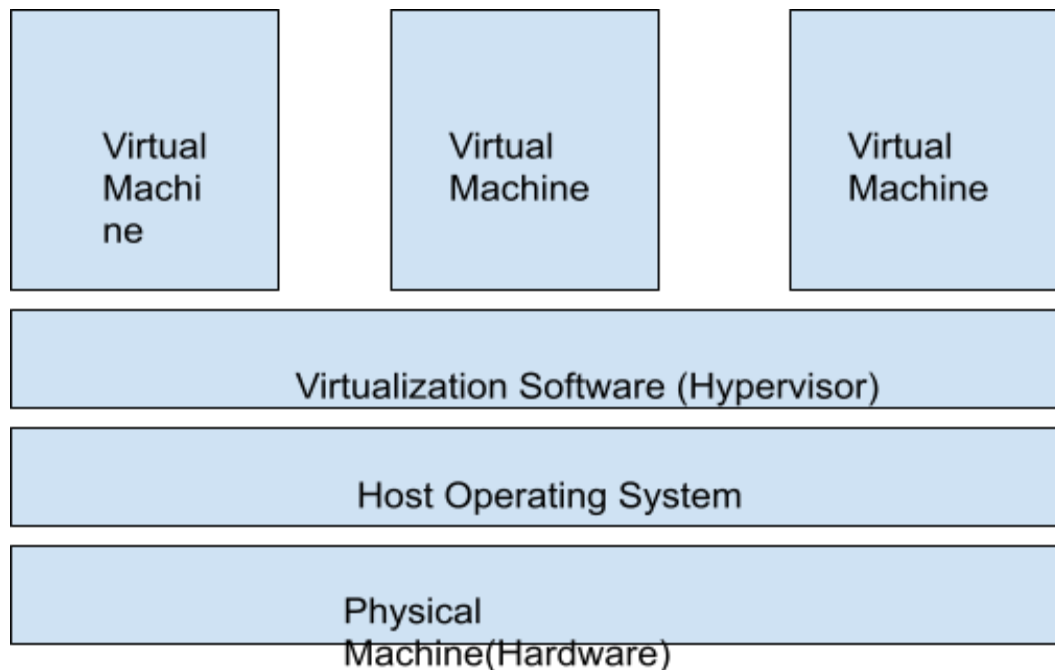 Virtual
Machi
ne
Virtual
Machine
Virtual
Machine
Virtualization Software (Hypervisor)
Host Operating System
Physical
Machine(Hardware)